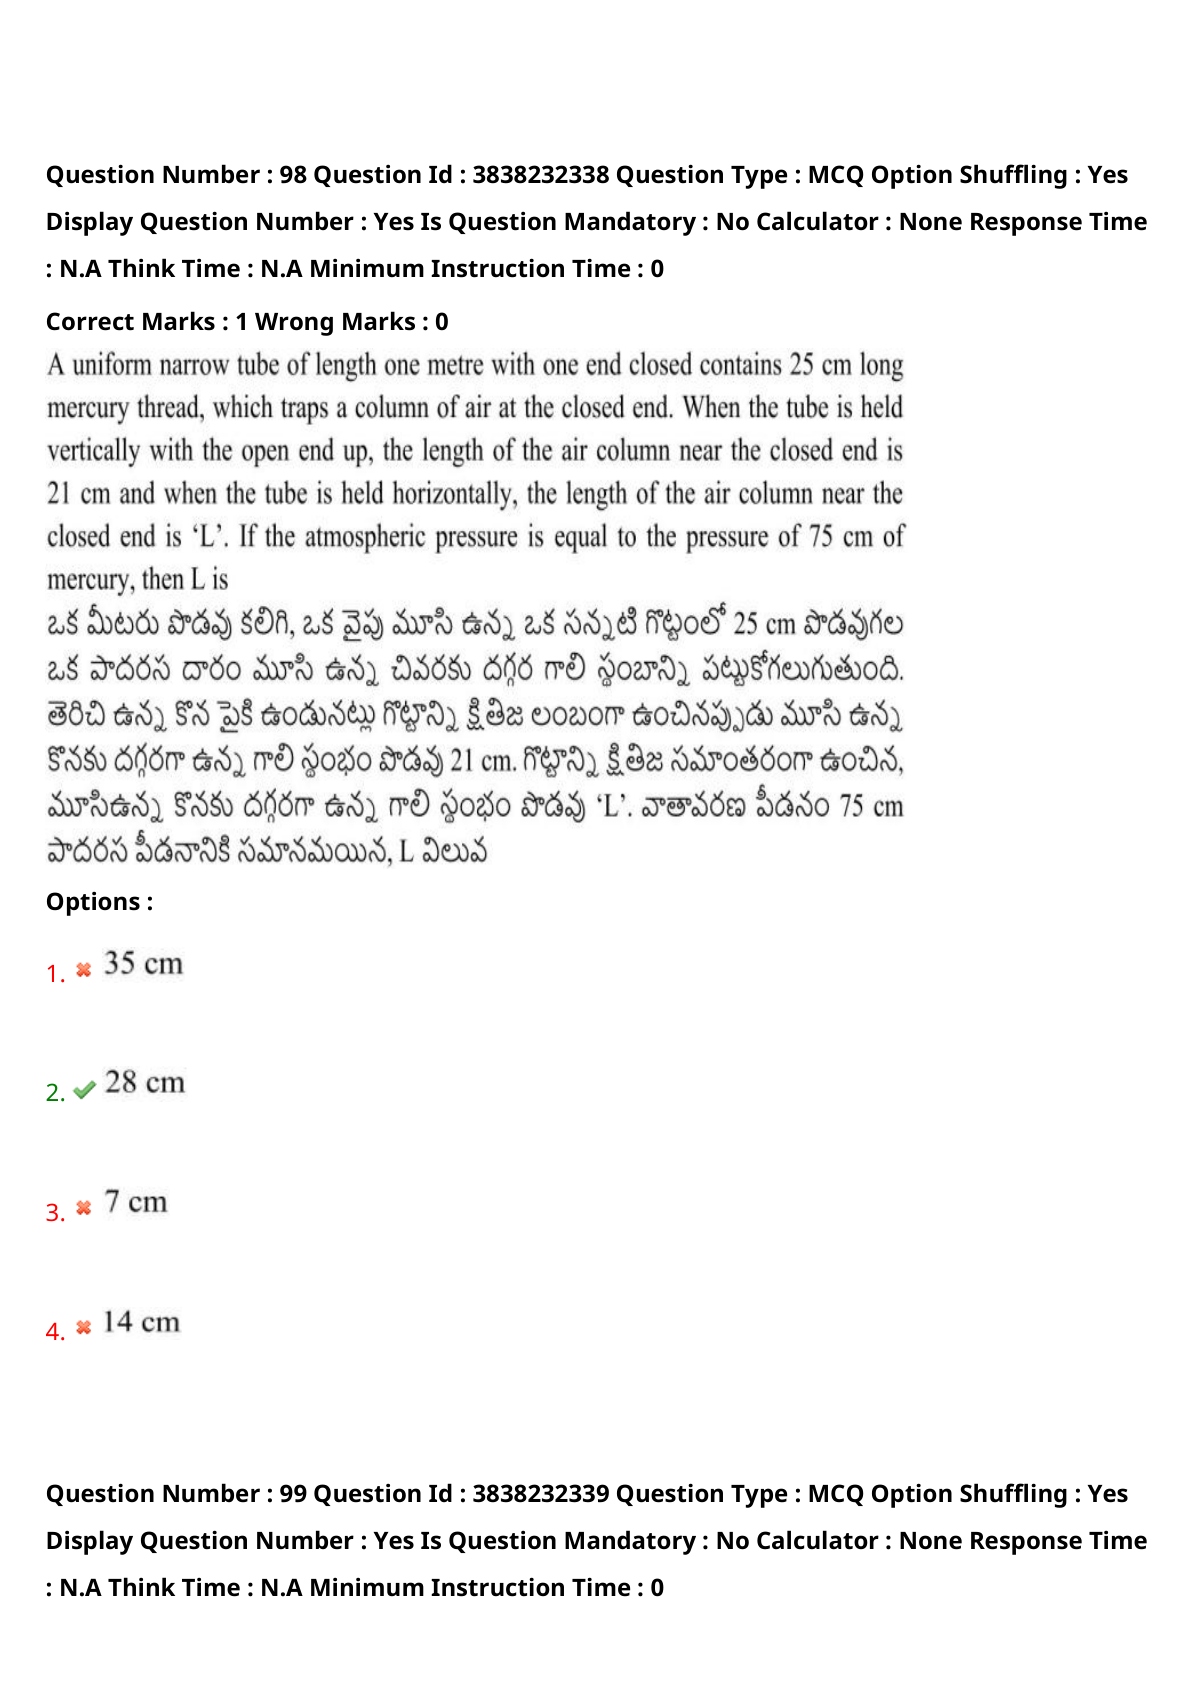 Question Number : 98 Question Id : 3838232338 Question Type : MCQ Option Shuffling : Yes
Display Question Number : Yes Is Question Mandatory : No Calculator : None Response Time
: N.A Think Time : N.A Minimum Instruction Time : 0
Correct Marks : 1 Wrong Marks : 0
A uniform narrow tube of length one metre with one end closed contains 25 cm long
mercury thread, which traps a column of air at the closed end. When the tube is held
vertically with the open end up, the length of the air column near the closed end is
21 cm and when the tube is held horizontally, the length of the air column near the
closed end is ‘L’. If the atmospheric pressure is equal to the pressure of 75 cm of
mercury, then L is
ఒక మీటరు పొడవు కలిగి, ఒక వైపు మూసి ఉన్న ఒక సన్నటి గొట్టంలో 25 cm పొడవుగల
ఒక పాదరస దారం మూసి ఉన్న చివరకు దగ్గర గాలి స్థంబాన్ని పట్టుకోగలుగుతుంది.
తెరిచి ఉన్న కొన పైకి ఉండునట్లు గొట్టాన్ని క్షితిజ లంబంగా ఉంచినప్పుడు మూసి ఉన్న
కొనకు దగ్గరగా ఉన్న గాలి స్థంభం పొడవు 21 cm. గొట్టాన్ని క్షితిజ సమాంతరంగా ఉంచిన,
మూసిఉన్న కొనకు దగ్గరగా ఉన్న గాలి స్థంభం పొడవు ‘L’. వాతావరణ పీడనం 75 cm
పాదరస పీడనానికి సమానమయిన, L విలువ
Options :
1. 35 cm
2. 28 cm
3. 7 cm
4. 14 cm
Question Number : 99 Question Id : 3838232339 Question Type : MCQ Option Shuffling : Yes
Display Question Number : Yes Is Question Mandatory : No Calculator : None Response Time
: N.A Think Time : N.A Minimum Instruction Time : 0